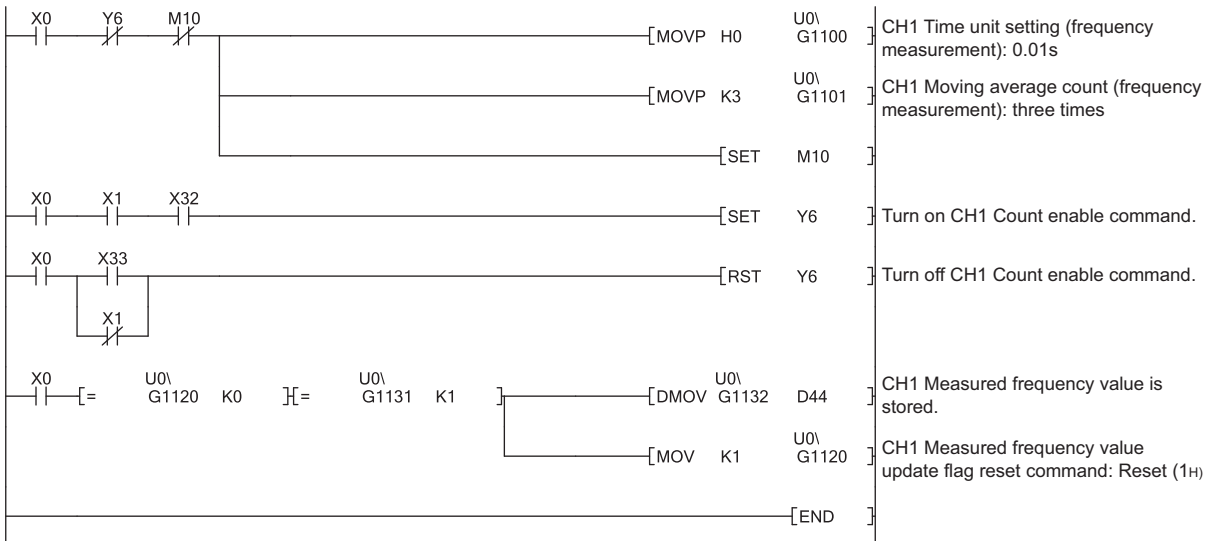 X0 Y6 M10 U0\
[MOVP H0 G1100 ]
CH1 Time unit setting (frequency
measurement): 0.01s
U0\
[MOVP K3 G1101 ]
CH1 Moving average count (frequency
measurement): three times
[SET M10 ]
X0 X1 X32
[SET Y6 ]
Turn on CH1 Count enable command.
X0 X33
[RST Y6 ]
Turn off CH1 Count enable command.
X1
X0 U0\ U0\ U0\
[= G1120 K0 ][= G1131 K1 ] [DMOV G1132 D44 ]
CH1 Measured frequency value is
stored.
U0\
[MOV K1 G1120 ]
CH1 Measured frequency value
update flag reset command: Reset (1H)
[END ]